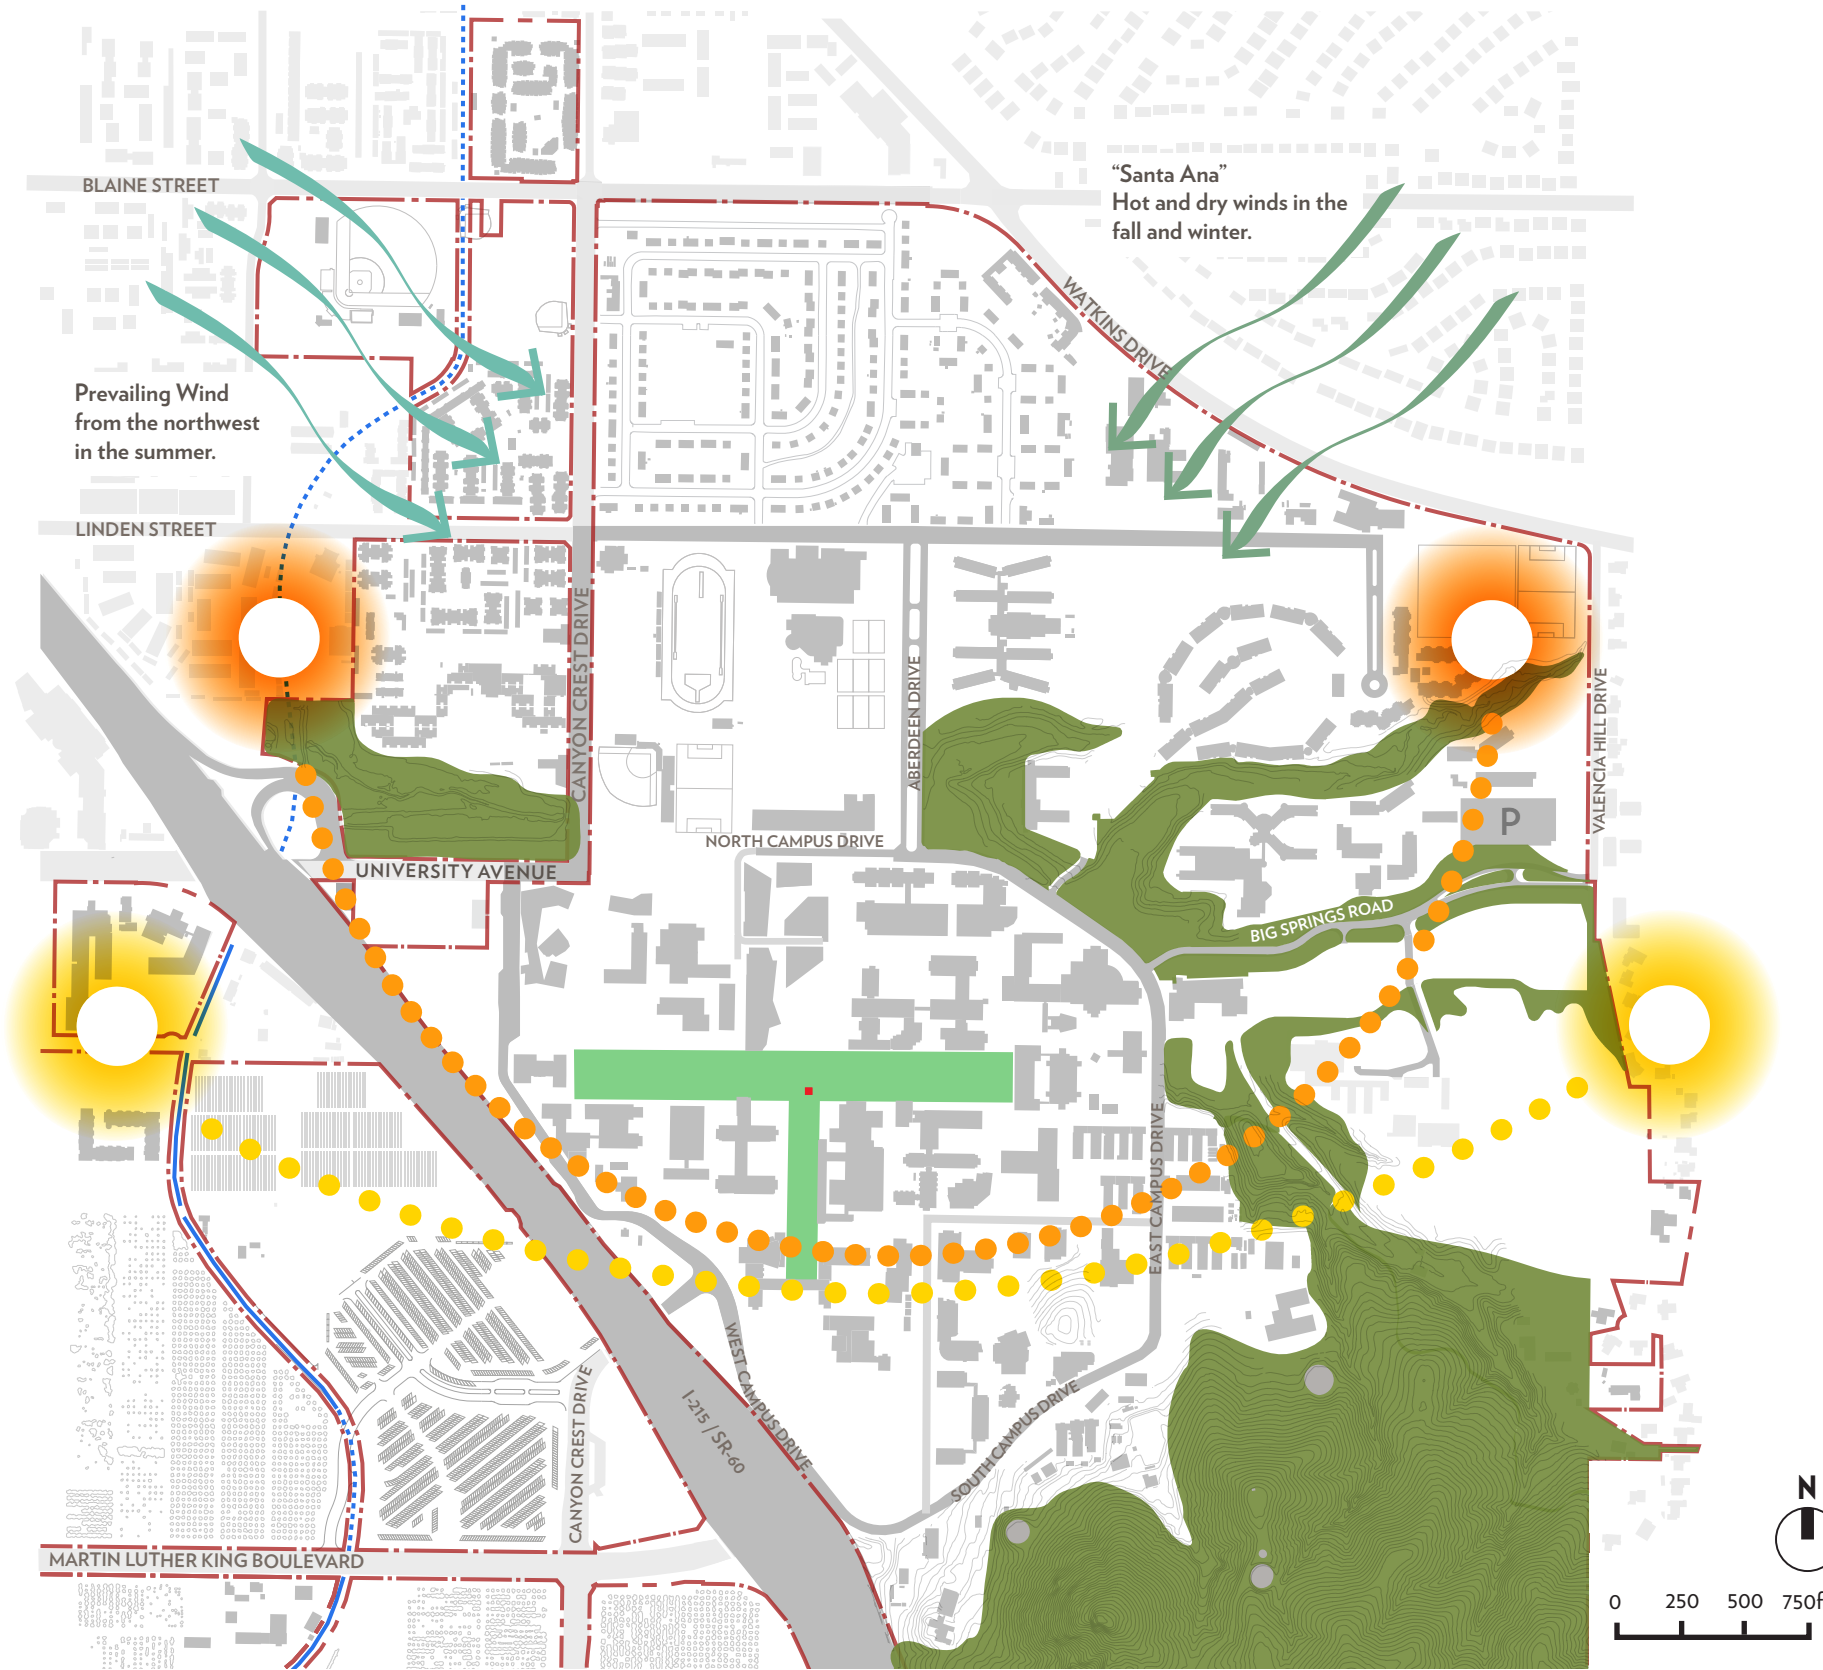 BLAINE STREET
“Santa Ana”
Hot and dry winds in the
fall and winter.
WATKINS DRIVE
Prevailing Wind
from the northwest
in the summer.
LINDEN STREET
CANYON CREST DRIVE
ABERDEEN DRIVE
VALENCIA HILL DRIVE
P
NORTH CAMPUS DRIVE
UNIVERSITY AVENUE
BIG SPRINGS ROAD
EAST CAMPUS DRIVE
WEST CAMPUS DRIVE
I-215 / SR-60
CANYON CREST DRIVE
SOUTH CAMPUS DRIVE
MARTIN LUTHER KING BOULEVARD
N
0 250 500 750f